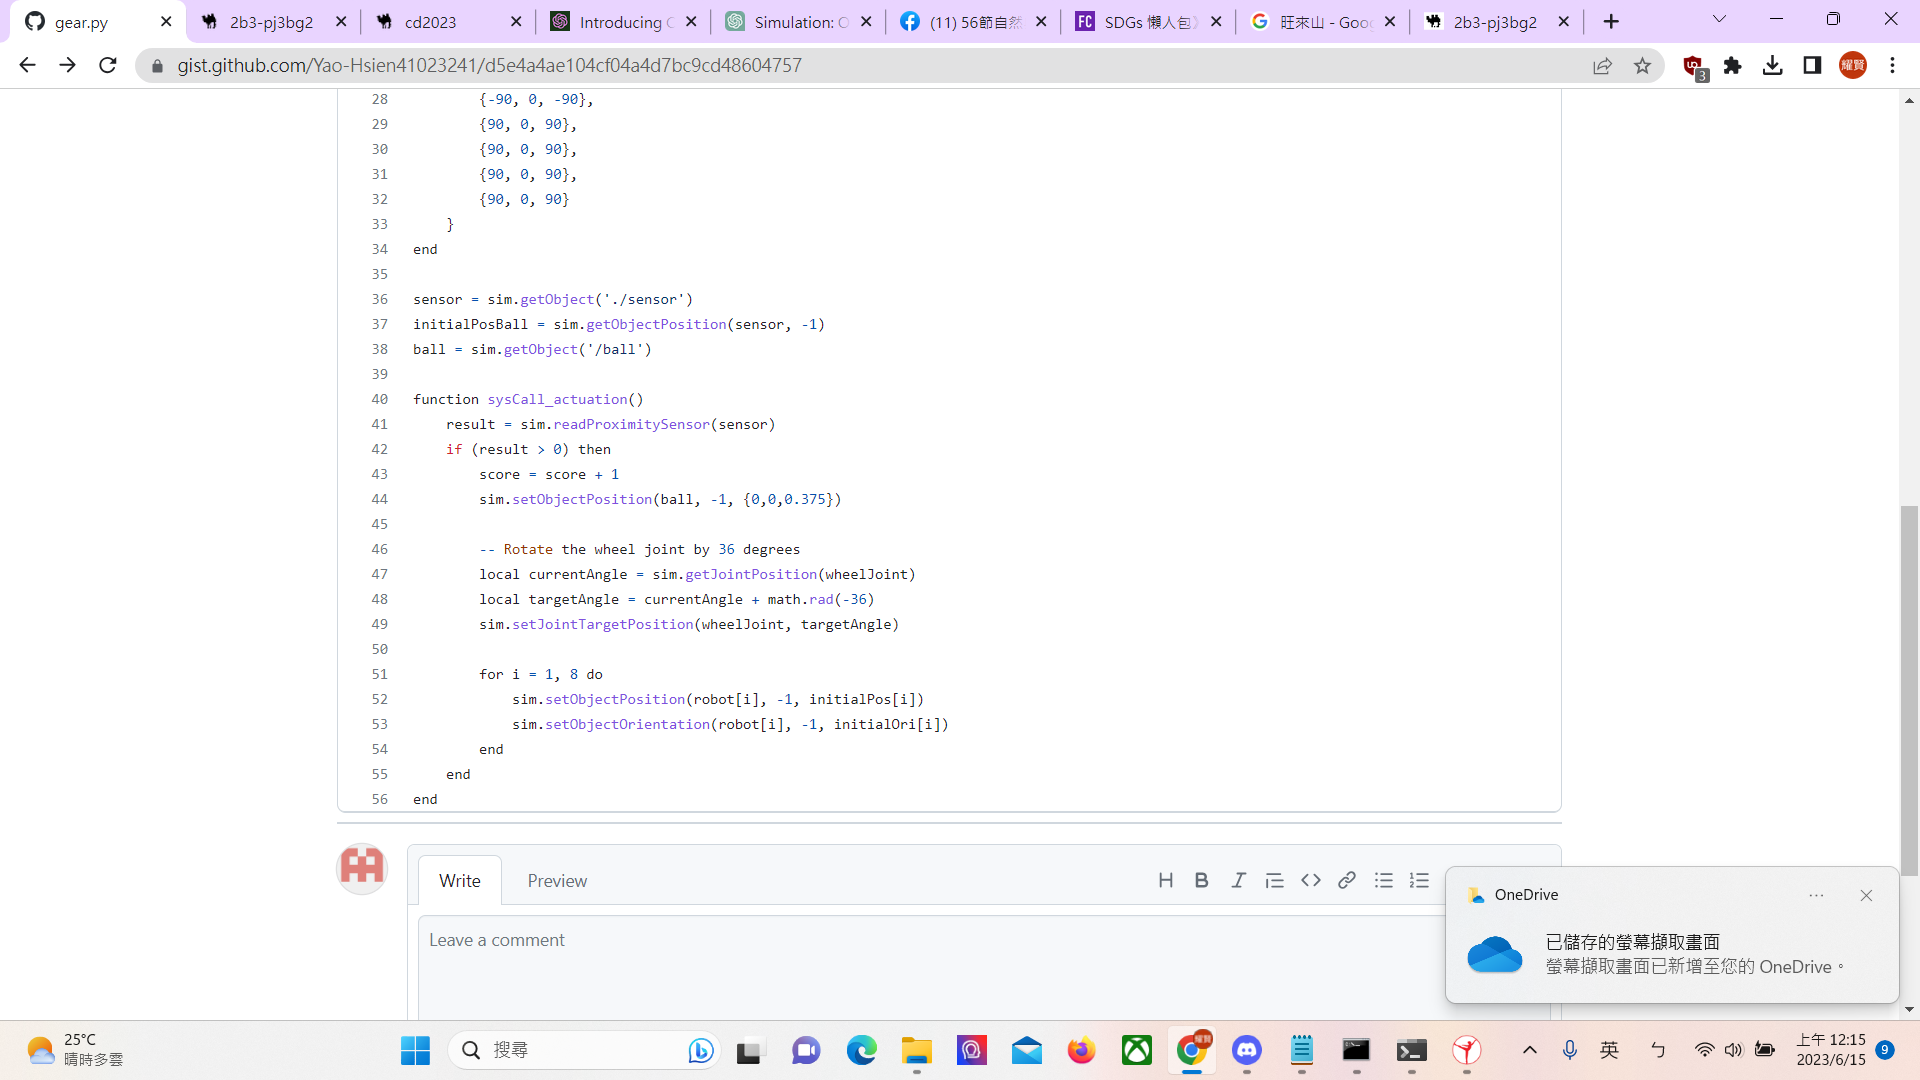 gear.py
2b3-pj3bg2
cd2023
Introducing C
Simulation: O
(11) 56節自然
SDGs 懶人包》
旺來山 - Goo
2b3-pj3bg2
gist.github.com/Yao-Hsien41023241/d5e4a4ae104cf04a4d7bc9cd48604757
3
耀賢
28 {-90, 0, -90},
29 {90, 0, 90},
30 {90, 0, 90},
31 {90, 0, 90},
32 {90, 0, 90}
33 }
34 end
35
36 sensor = sim.getObject('./sensor')
37 initialPosBall = sim.getObjectPosition(sensor, -1)
38 ball = sim.getObject('/ball')
39
40 function sysCall_actuation()
41 result = sim.readProximitySensor(sensor)
42 if (result > 0) then
43 score = score + 1
44 sim.setObjectPosition(ball, -1, {0,0,0.375})
45
46 -- Rotate the wheel joint by 36 degrees
47 local currentAngle = sim.getJointPosition(wheelJoint)
48 local targetAngle = currentAngle + math.rad(-36)
49 sim.setJointTargetPosition(wheelJoint, targetAngle)
50
51 for i = 1, 8 do
52 sim.setObjectPosition(robot[i], -1, initialPos[i])
53 sim.setObjectOrientation(robot[i], -1, initialOri[i])
54 end
55 end
56 end
Write
Preview
Leave a comment
OneDrive
已儲存的螢幕擷取畫面
螢幕擷取畫面已新增至您的 OneDrive。
25°C
晴時多雲
搜尋
英
ㄅ
上午 12:15
2023/6/15
9